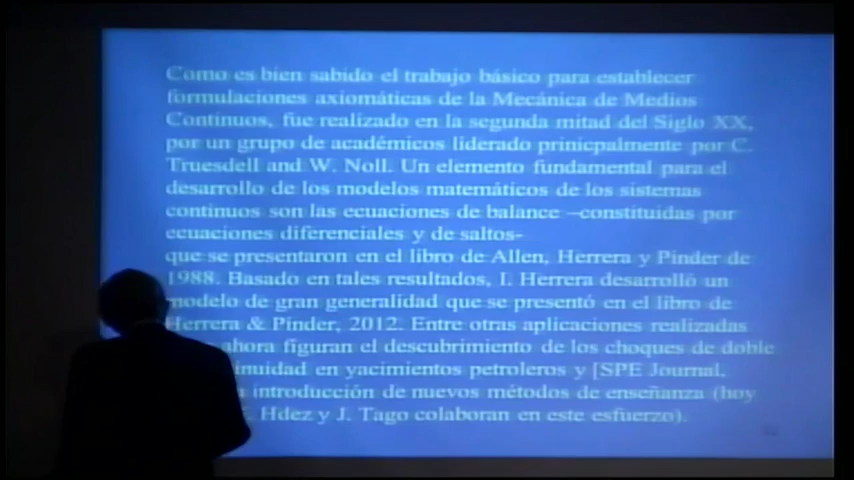 Como es bien sabido el trabajo básico para establecer
formulaciones axiomáticas de la Mecánica de Medios
Continuos, fue realizado en la segunda mitad del Siglo XX,
por un grupo de académicos liderado prinicpalmente por C.
Truesdell and W. Noll. Un elemento fundamental para el
desarrollo de los modelos matemáticos de los sistemas
continuos son las ecuaciones de balance –constituidas por
ecuaciones diferenciales y de saltos-
que se presentaron en el libro de Allen, Herrera y Pinder de
1988. Basado en tales resultados, I. Herrera desarrolló un
modelo de gran generalidad que se presentó en el libro de
Herrera & Pinder, 2012. Entre otras aplicaciones realizadas
ahora figuran el descubrimiento de los choques de doble
en yacimientos petroleros y [SPE Journal,
introducción de nuevos métodos de enseñanza (hoy
Hdez y J. Tago colaboran en este esfuerzo).